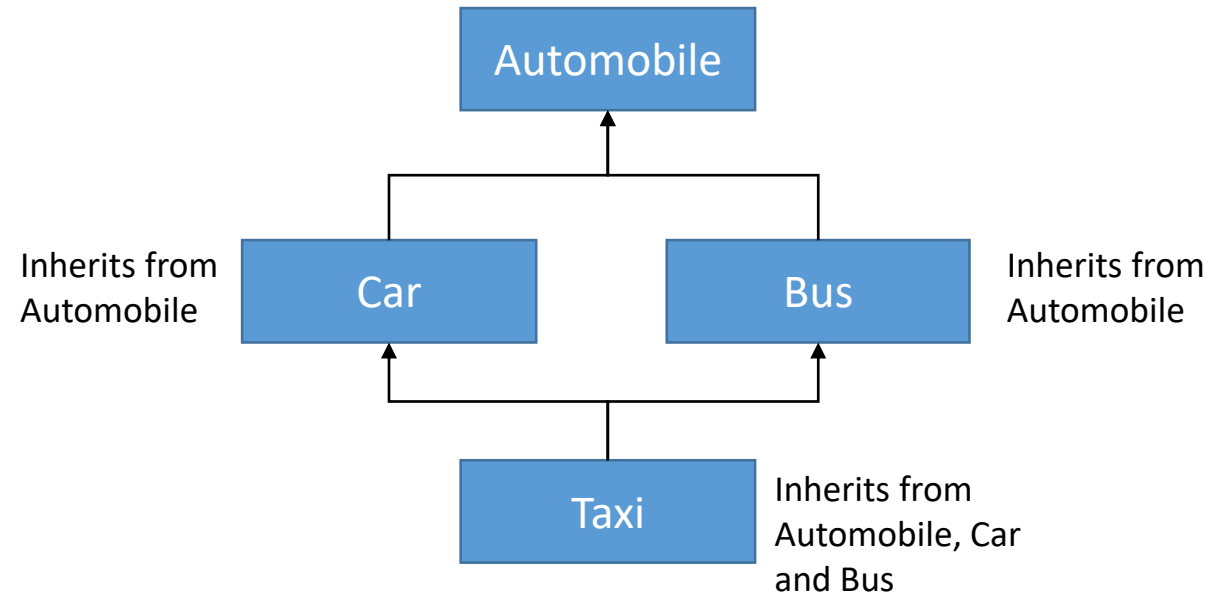 Automobile
Inherits from
Automobile
Car
Bus
Inherits from
Automobile
Taxi
Inherits from
Automobile, Car
and Bus